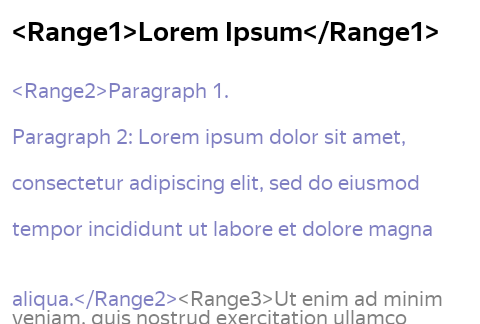 <Range1>Lorem Ipsum</Range1>
<Range2>Paragraph 1.
Paragraph 2: Lorem ipsum dolor sit amet,
consectetur adipiscing elit, sed do eiusmod
tempor incididunt ut labore et dolore magna
aliqua.</Range2><Range3>Ut enim ad minim
veniam, quis nostrud exercitation ullamco